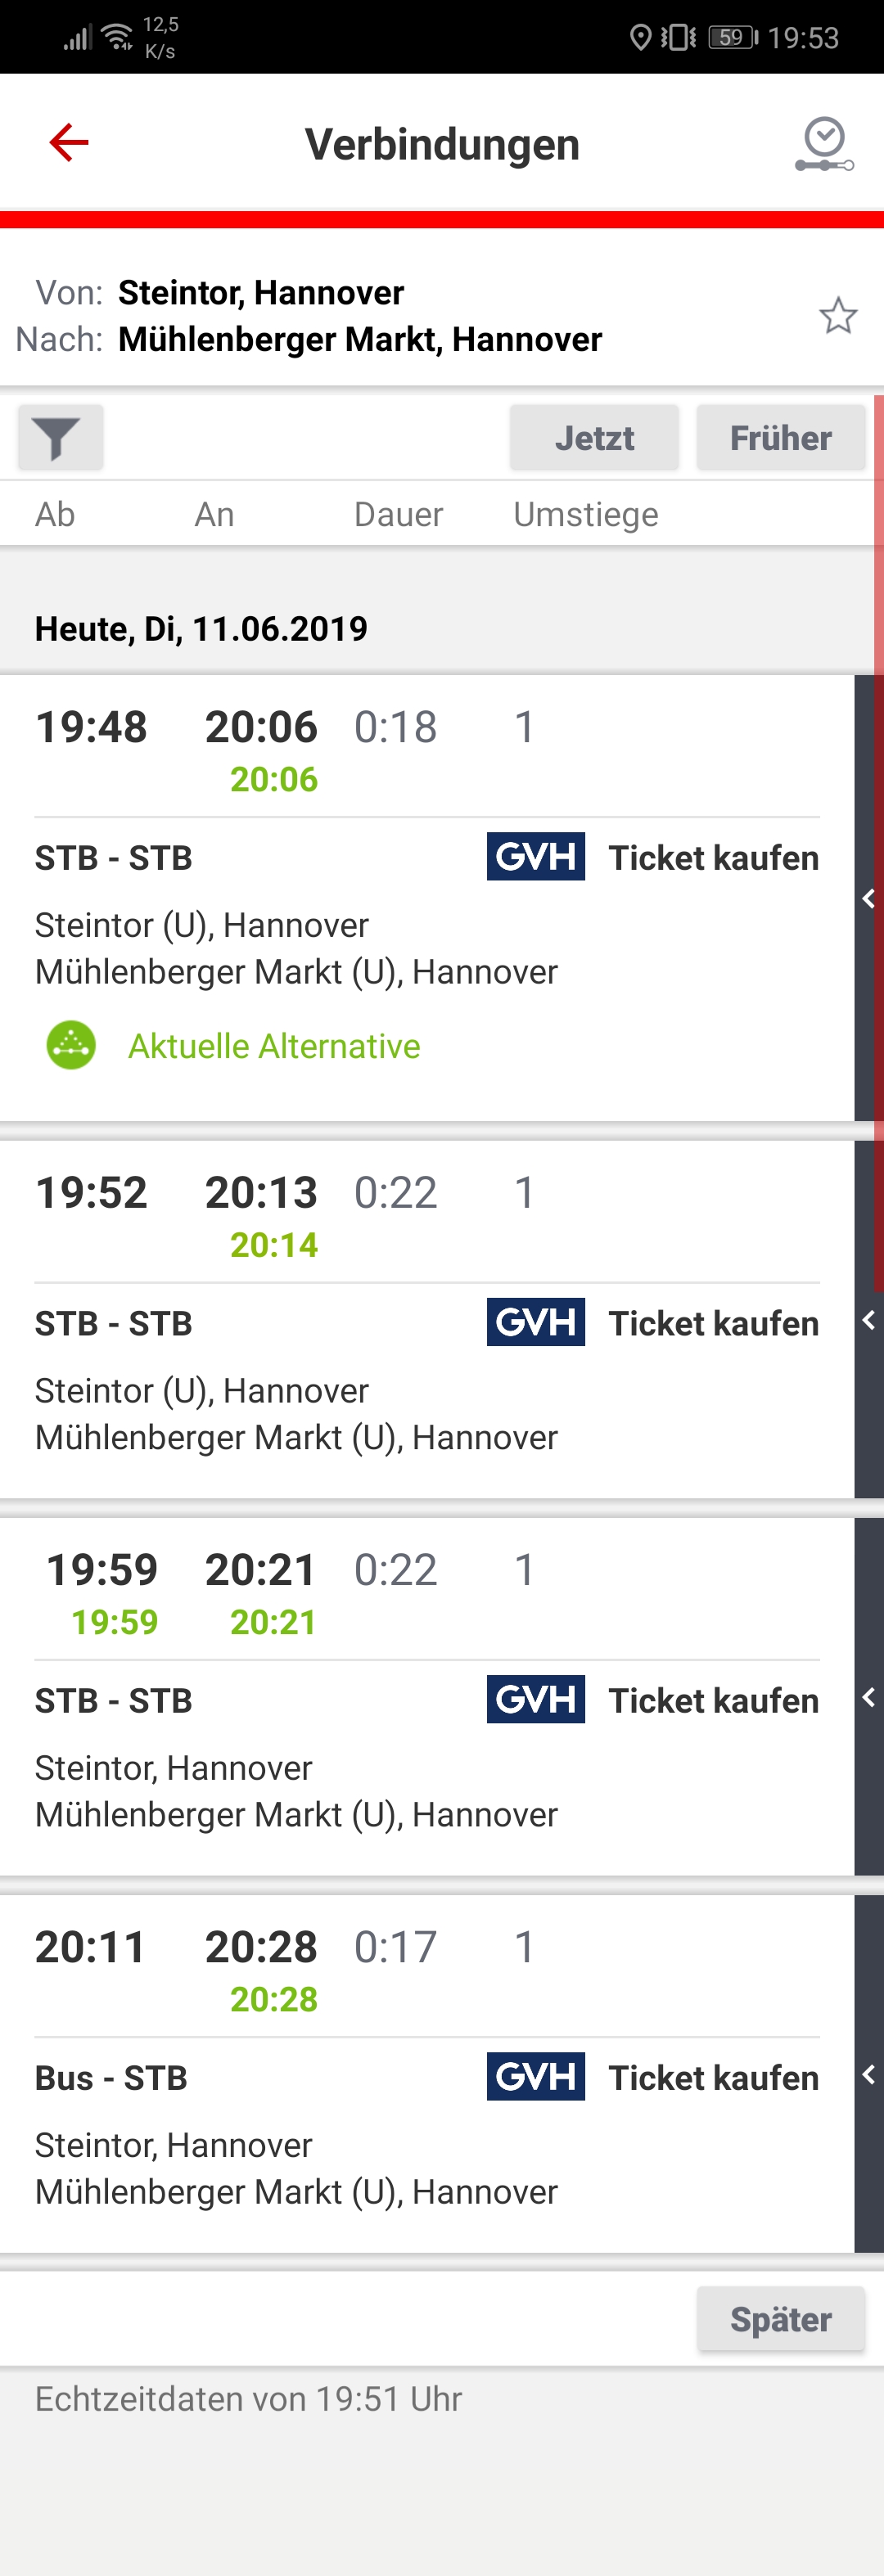 12,5
K/s
59 19:53
Verbindungen
Von: Steintor, Hannover
Nach: Mühlenberger Markt, Hannover
Jetzt Früher
Ab An Dauer Umstiege
Heute, Di, 11.06.2019
19:48 20:06 0:18 1
20:06
STB - STB GVH Ticket kaufen
Steintor (U), Hannover
Mühlenberger Markt (U), Hannover
Aktuelle Alternative
19:52 20:13 0:22 1
20:14
STB - STB GVH Ticket kaufen
Steintor (U), Hannover
Mühlenberger Markt (U), Hannover
19:59 20:21 0:22 1
19:59 20:21
STB - STB GVH Ticket kaufen
Steintor, Hannover
Mühlenberger Markt (U), Hannover
20:11 20:28 0:17 1
20:28
Bus - STB GVH Ticket kaufen
Steintor, Hannover
Mühlenberger Markt (U), Hannover
Später
Echtzeitdaten von 19:51 Uhr